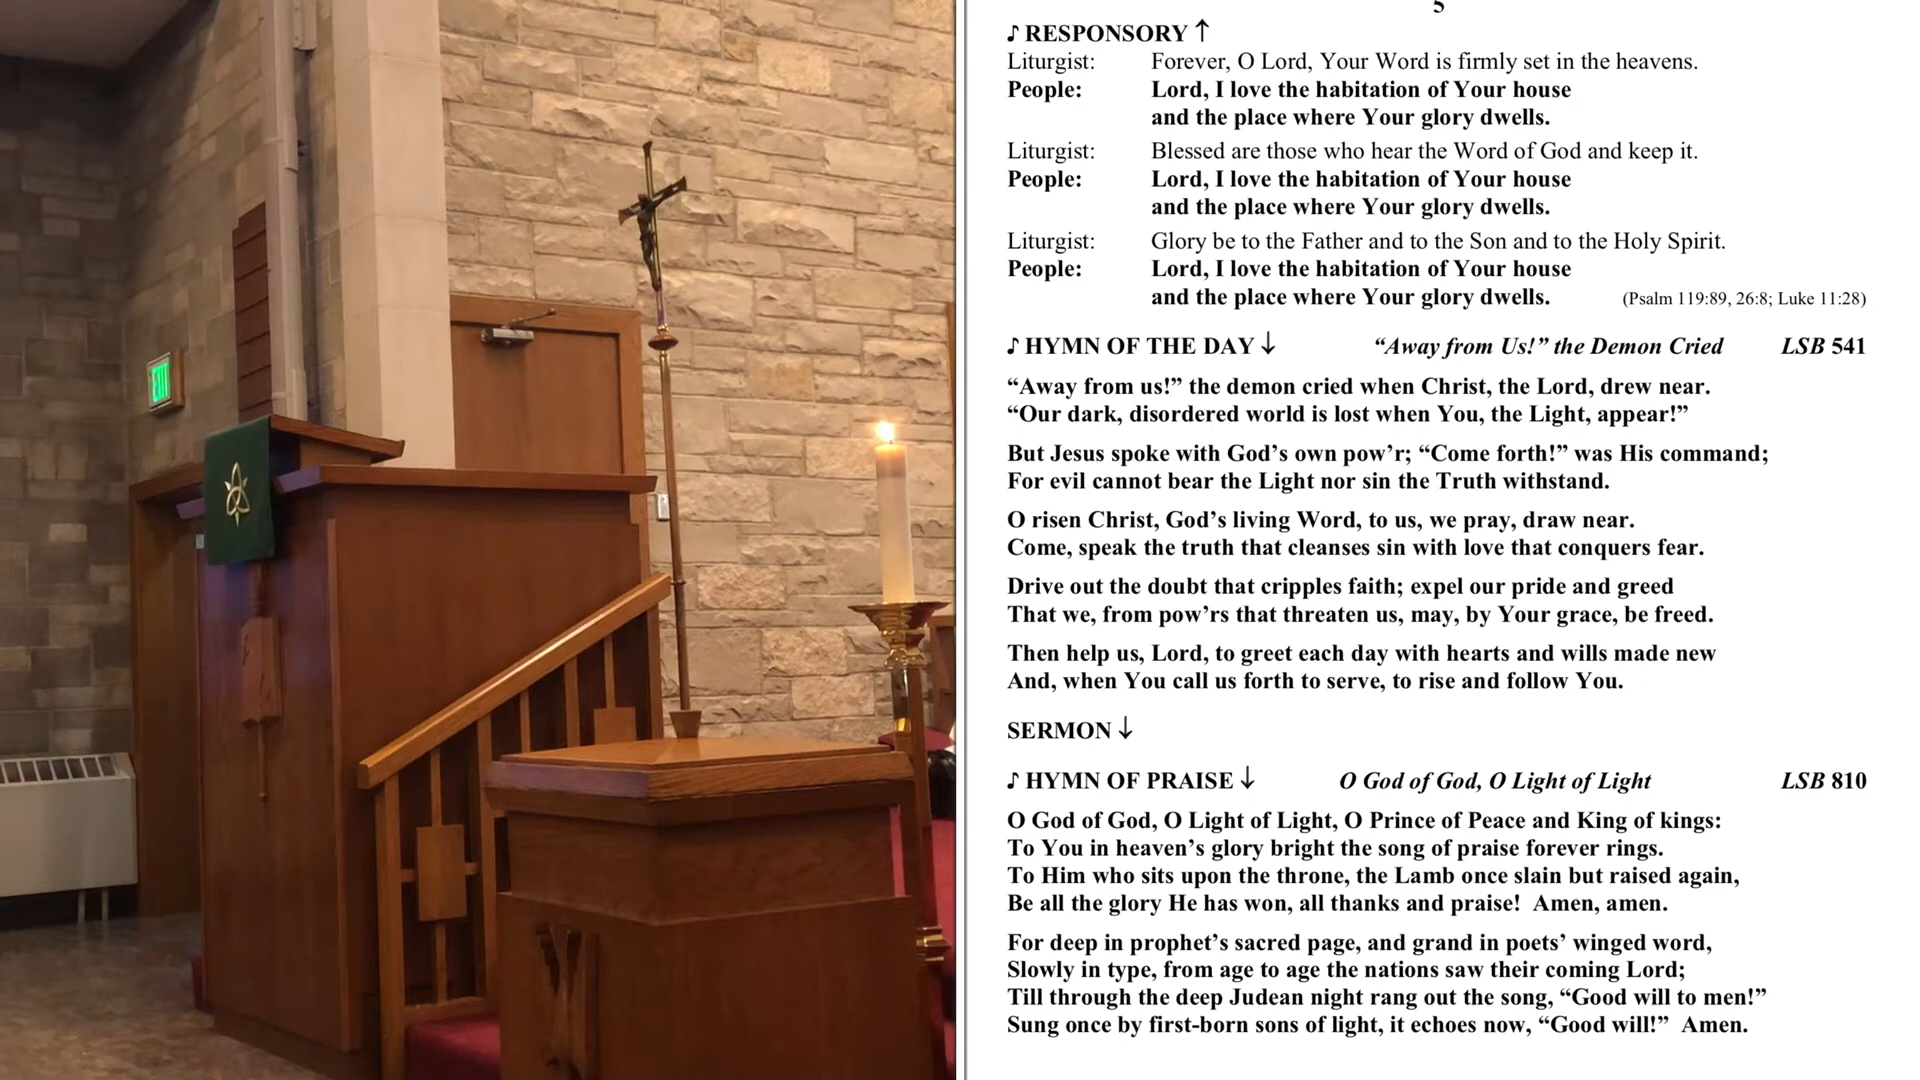 EXIT
5
♪ RESPONSORY ↑
Liturgist: Forever, O Lord, Your Word is firmly set in the heavens.
People: Lord, I love the habitation of Your house
and the place where Your glory dwells.
Liturgist: Blessed are those who hear the Word of God and keep it.
People: Lord, I love the habitation of Your house
and the place where Your glory dwells.
Liturgist: Glory be to the Father and to the Son and to the Holy Spirit.
People: Lord, I love the habitation of Your house
and the place where Your glory dwells. (Psalm 119:89, 26:8; Luke 11:28)
♪ HYMN OF THE DAY ↓ “Away from Us!” the Demon Cried LSB 541
“Away from us!” the demon cried when Christ, the Lord, drew near.
“Our dark, disordered world is lost when You, the Light, appear!”
But Jesus spoke with God’s own pow’r; “Come forth!” was His command;
For evil cannot bear the Light nor sin the Truth withstand.
O risen Christ, God’s living Word, to us, we pray, draw near.
Come, speak the truth that cleanses sin with love that conquers fear.
Drive out the doubt that cripples faith; expel our pride and greed
That we, from pow’rs that threaten us, may, by Your grace, be freed.
Then help us, Lord, to greet each day with hearts and wills made new
And, when You call us forth to serve, to rise and follow You.
SERMON ↓
♪ HYMN OF PRAISE ↓ O God of God, O Light of Light LSB 810
O God of God, O Light of Light, O Prince of Peace and King of kings:
To You in heaven’s glory bright the song of praise forever rings.
To Him who sits upon the throne, the Lamb once slain but raised again,
Be all the glory He has won, all thanks and praise!  Amen, amen.
For deep in prophet’s sacred page, and grand in poets’ winged word,
Slowly in type, from age to age the nations saw their coming Lord;
Till through the deep Judean night rang out the song, “Good will to men!”
Sung once by first-born sons of light, it echoes now, “Good will!”  Amen.